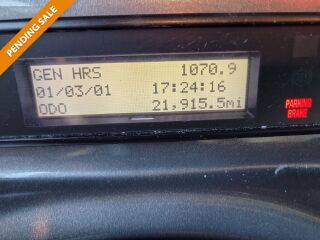 PENDING SALE
GEN HRS 1070.9
01/03/01 17:24:16
ODO 21,915.5mi
PARKING
BRAKE